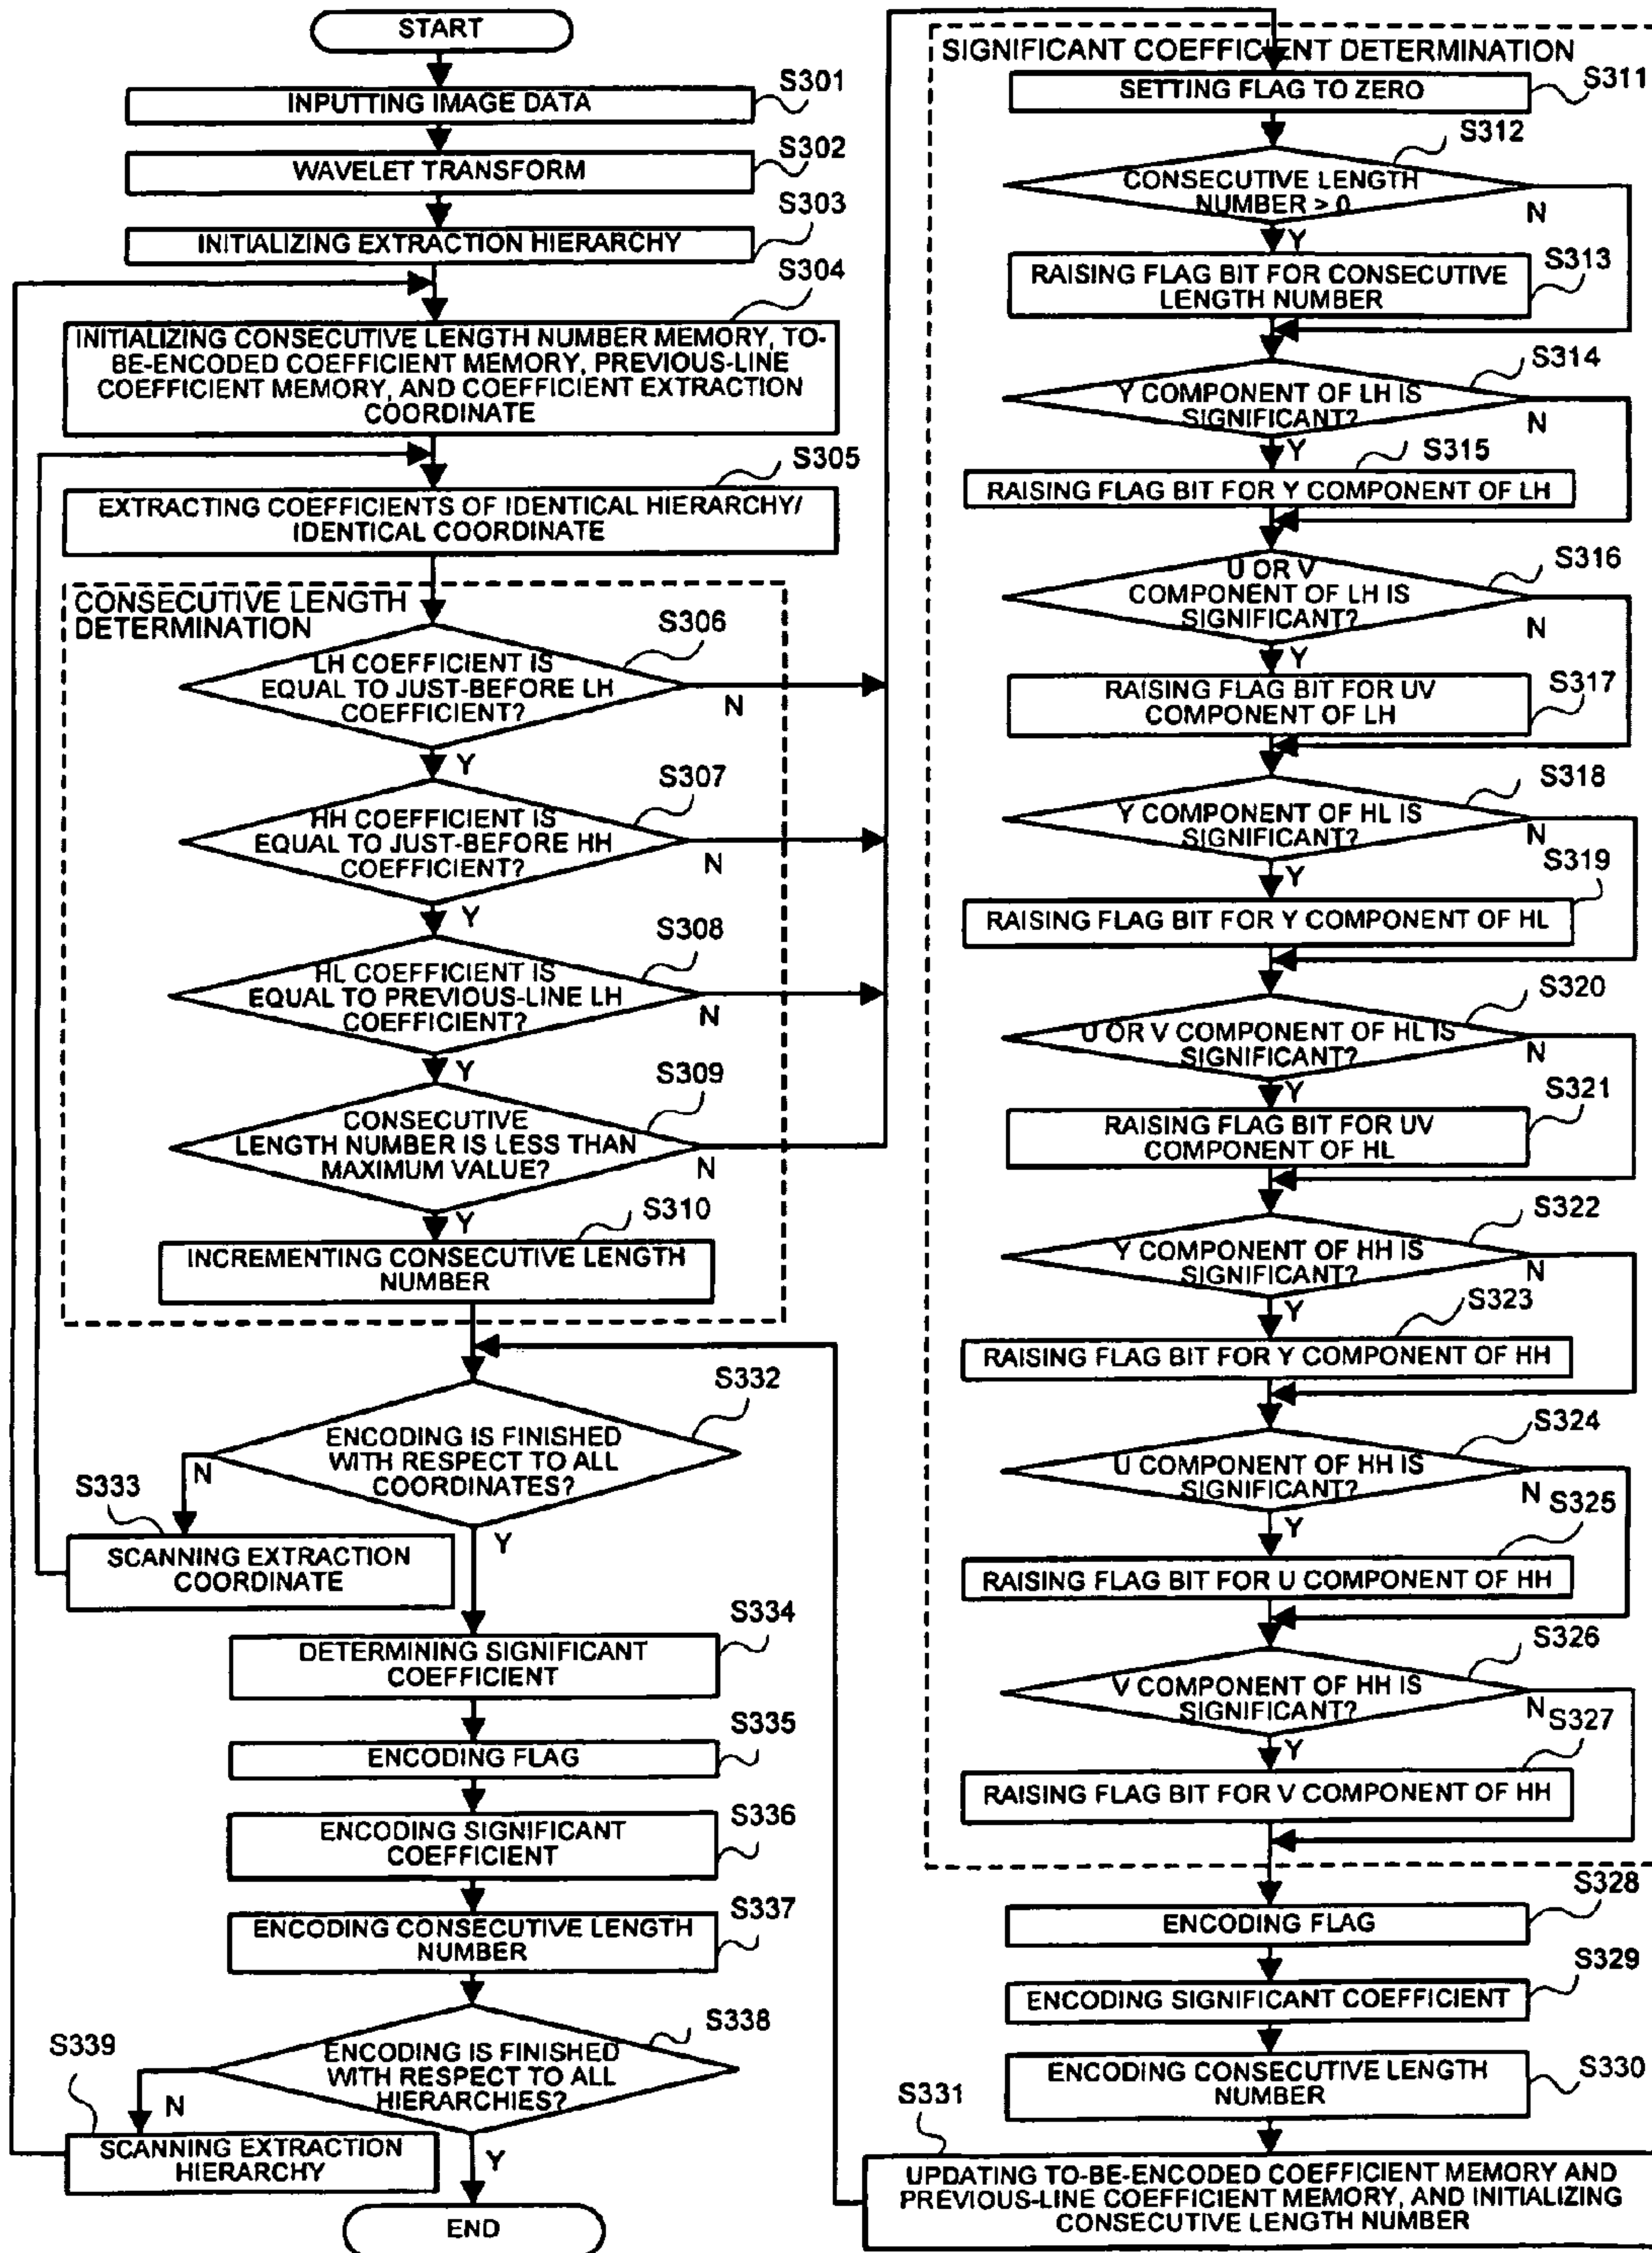 START
S301
INPUTTING IMAGE DATA
S302
WAVELET TRANSFORM
S303
INITIALIZING EXTRACTION HIERARCHY
S304
INITIALIZING CONSECUTIVE LENGTH NUMBER MEMORY, TO-
BE-ENCODED COEFFICIENT MEMORY, PREVIOUS-LINE
COEFFICIENT MEMORY, AND COEFFICIENT EXTRACTION
COORDINATE
S305
EXTRACTING COEFFICIENTS OF IDENTICAL HIERARCHY/
IDENTICAL COORDINATE
CONSECUTIVE LENGTH
DETERMINATION
S306
LH COEFFICIENT IS
EQUAL TO JUST-BEFORE LH
COEFFICIENT?
N
Y
S307
HH COEFFICIENT IS
EQUAL TO JUST-BEFORE HH
COEFFICIENT?
N
Y
S308
HL COEFFICIENT IS
EQUAL TO PREVIOUS-LINE LH
COEFFICIENT?
N
Y
S309
CONSECUTIVE
LENGTH NUMBER IS LESS THAN
MAXIMUM VALUE?
N
Y
S310
INCREMENTING CONSECUTIVE LENGTH
NUMBER
S332
ENCODING IS FINISHED
WITH RESPECT TO ALL
COORDINATES?
N
Y
S333
SCANNING EXTRACTION
COORDINATE
S334
DETERMINING SIGNIFICANT
COEFFICIENT
S335
ENCODING FLAG
S336
ENCODING SIGNIFICANT
COEFFICIENT
S337
ENCODING CONSECUTIVE LENGTH
NUMBER
S338
ENCODING IS FINISHED
WITH RESPECT TO ALL
HIERARCHIES?
N
Y
S339
SCANNING EXTRACTION
HIERARCHY
END
SIGNIFICANT COEFFICIENT DETERMINATION
S311
SETTING FLAG TO ZERO
S312
CONSECUTIVE LENGTH
NUMBER > 0
N
Y
S313
RAISING FLAG BIT FOR CONSECUTIVE
LENGTH NUMBER
S314
Y COMPONENT OF LH IS
SIGNIFICANT?
N
Y
S315
RAISING FLAG BIT FOR Y COMPONENT OF LH
S316
U OR V
COMPONENT OF LH IS
SIGNIFICANT?
N
Y
S317
RAISING FLAG BIT FOR UV
COMPONENT OF LH
S318
Y COMPONENT OF HL IS
SIGNIFICANT?
N
Y
S319
RAISING FLAG BIT FOR Y COMPONENT OF HL
S320
U OR V COMPONENT OF HL IS
SIGNIFICANT?
N
Y
S321
RAISING FLAG BIT FOR UV
COMPONENT OF HL
S322
Y COMPONENT OF HH IS
SIGNIFICANT?
N
Y
S323
RAISING FLAG BIT FOR Y COMPONENT OF HH
S324
U COMPONENT OF HH IS
SIGNIFICANT?
N
Y
S325
RAISING FLAG BIT FOR U COMPONENT OF HH
S326
V COMPONENT OF HH IS
SIGNIFICANT?
N
Y
S327
RAISING FLAG BIT FOR V COMPONENT OF HH
S328
ENCODING FLAG
S329
ENCODING SIGNIFICANT COEFFICIENT
S330
ENCODING CONSECUTIVE LENGTH
NUMBER
S331
UPDATING TO-BE-ENCODED COEFFICIENT MEMORY AND
PREVIOUS-LINE COEFFICIENT MEMORY, AND INITIALIZING
CONSECUTIVE LENGTH NUMBER